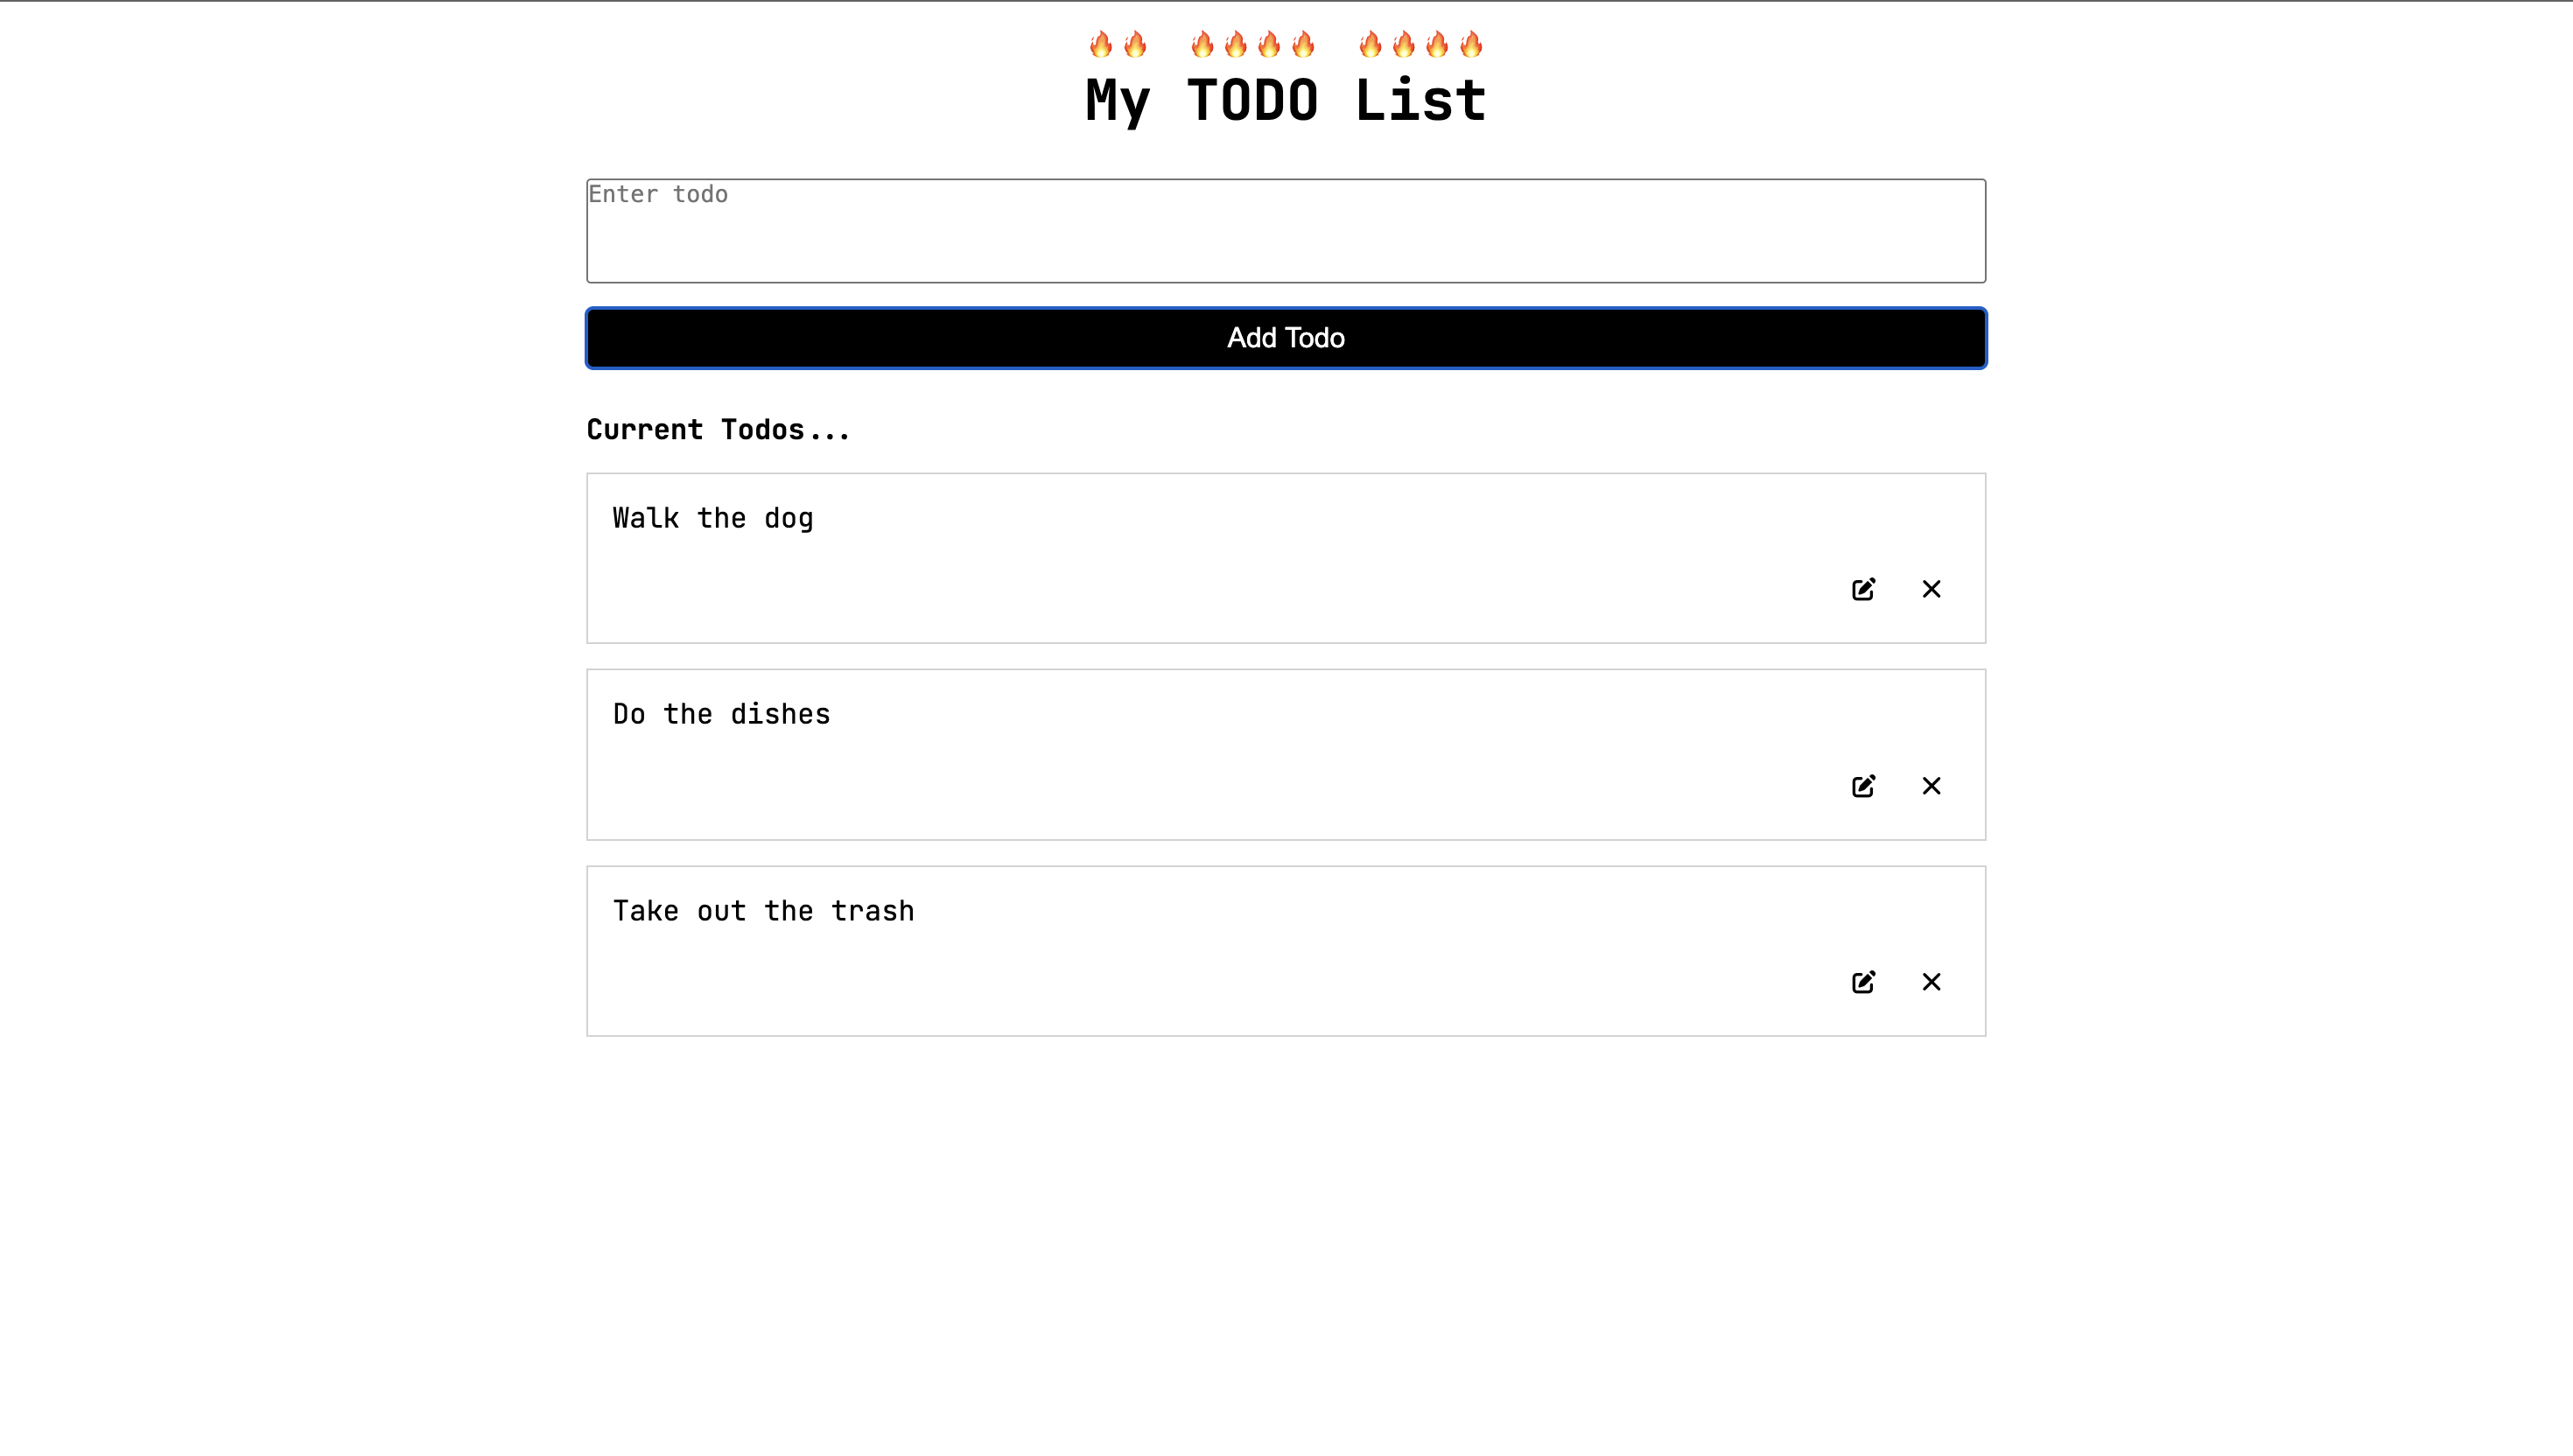 🔥🔥 🔥🔥🔥🔥 🔥🔥🔥🔥
My TODO List
Enter todo
Add Todo
Current Todos...
Walk the dog
Do the dishes
Take out the trash